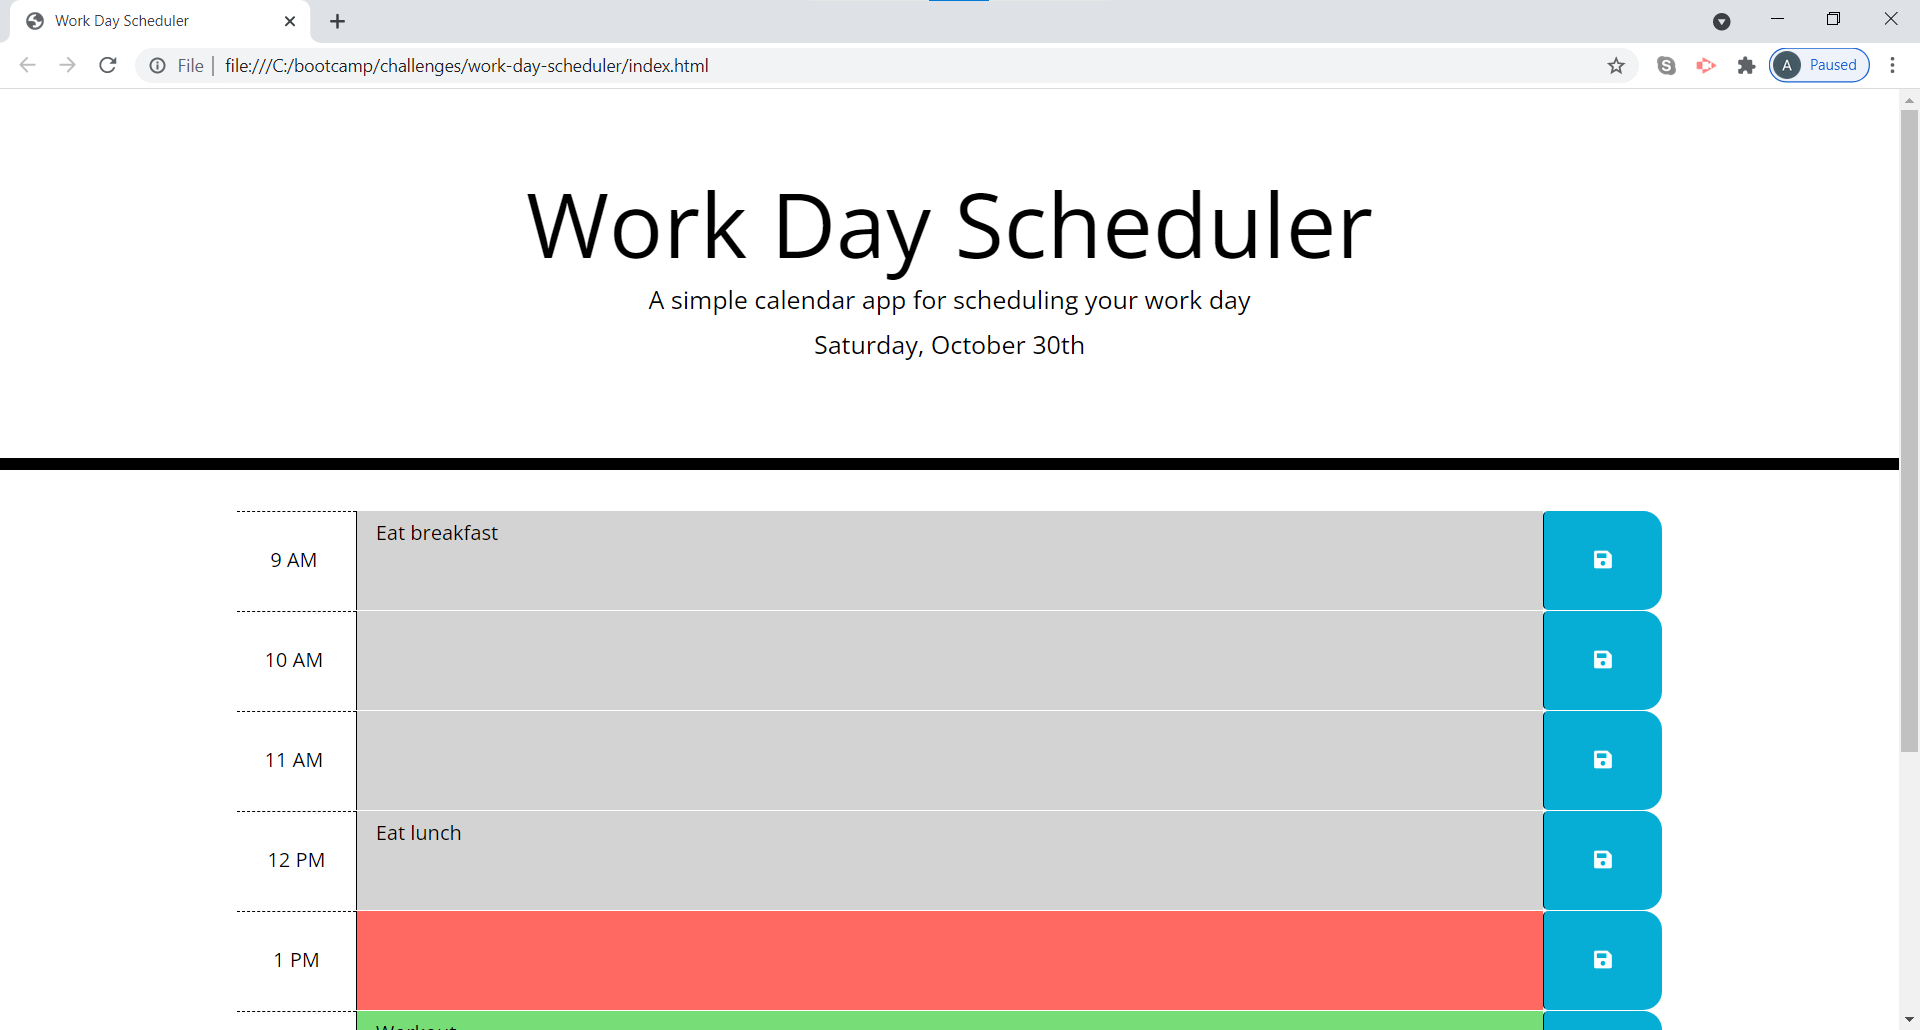 Work Day Scheduler
File
file:///C:/bootcamp/challenges/work-day-scheduler/index.html
A
Paused
Work Day Scheduler
A simple calendar app for scheduling your work day
Saturday, October 30th
9 AM
Eat breakfast
10 AM
11 AM
12 PM
Eat lunch
1 PM
Workout